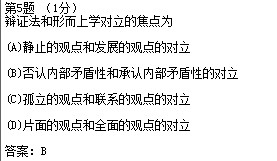 第5题 （1分）
辩证法和形而上学对立的焦点为
(A)静止的观点和发展的观点的对立
(B)否认内部矛盾性和承认内部矛盾性的对立
(C)孤立的观点和联系的观点的对立
(D)片面的观点和全面的观点的对立
答案：B